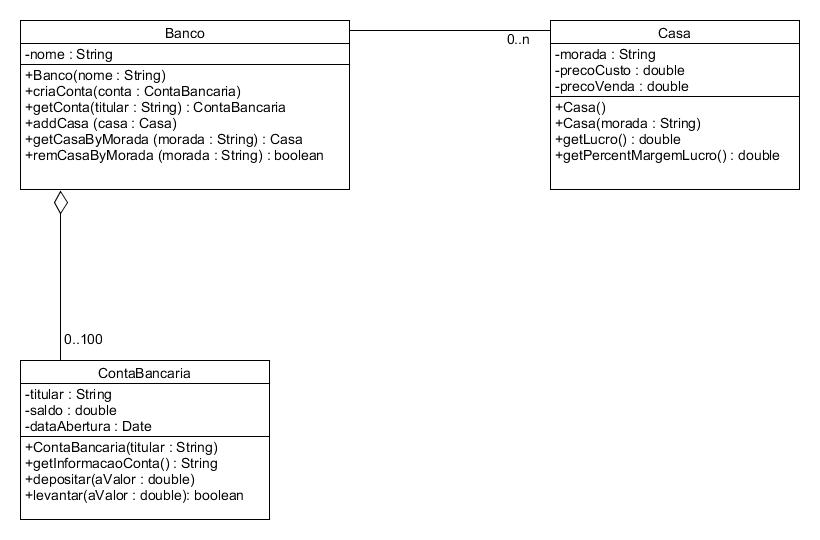 Banco
-nome : String
+Banco(nome : String)
+criaConta(conta : ContaBancaria)
+getConta(titular : String) : ContaBancaria
+addCasa (casa : Casa)
+getCasaByMorada (morada : String) : Casa
+remCasaByMorada (morada : String) : boolean
0..n
Casa
-morada : String
-precoCusto : double
-precoVenda : double
+Casa()
+Casa(morada : String)
+getLucro() : double
+getPercentMargemLucro() : double
0..100
ContaBancaria
-titular : String
-saldo : double
-dataAbertura : Date
+ContaBancaria(titular : String)
+getInformacaoConta() : String
+depositar(aValor : double)
+levantar(aValor : double): boolean